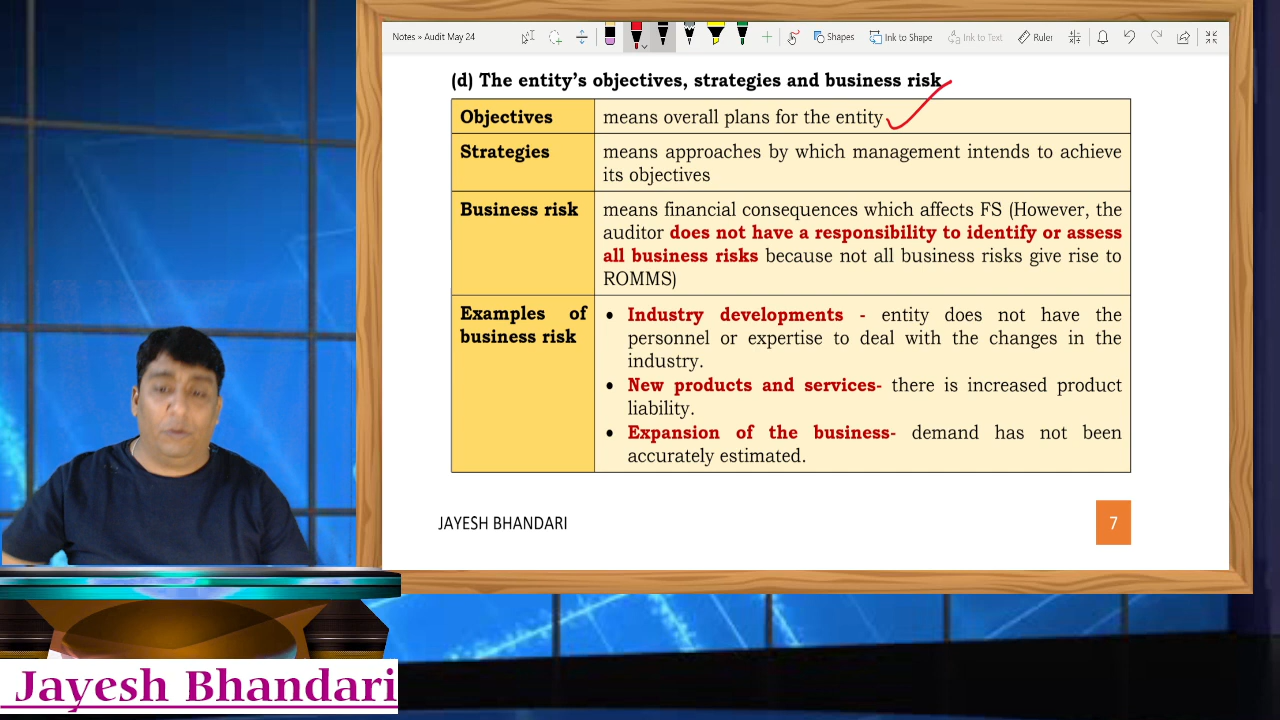 Notes » Audit May 24
Shapes
Ink to Shape
Ink to Text
Ruler
(d) The entity’s objectives, strategies and business risk
Objectives
means overall plans for the entity
Strategies
means approaches by which management intends to achieve
its objectives
Business risk
means financial consequences which affects FS (However, the
auditor does not have a responsibility to identify or assess
all business risks because not all business risks give rise to
ROMMS)
Examples of
business risk
• Industry developments - entity does not have the
personnel or expertise to deal with the changes in the
industry.
• New products and services- there is increased product
liability.
• Expansion of the business- demand has not been
accurately estimated.
JAYESH BHANDARI
7
Jayesh Bhandari